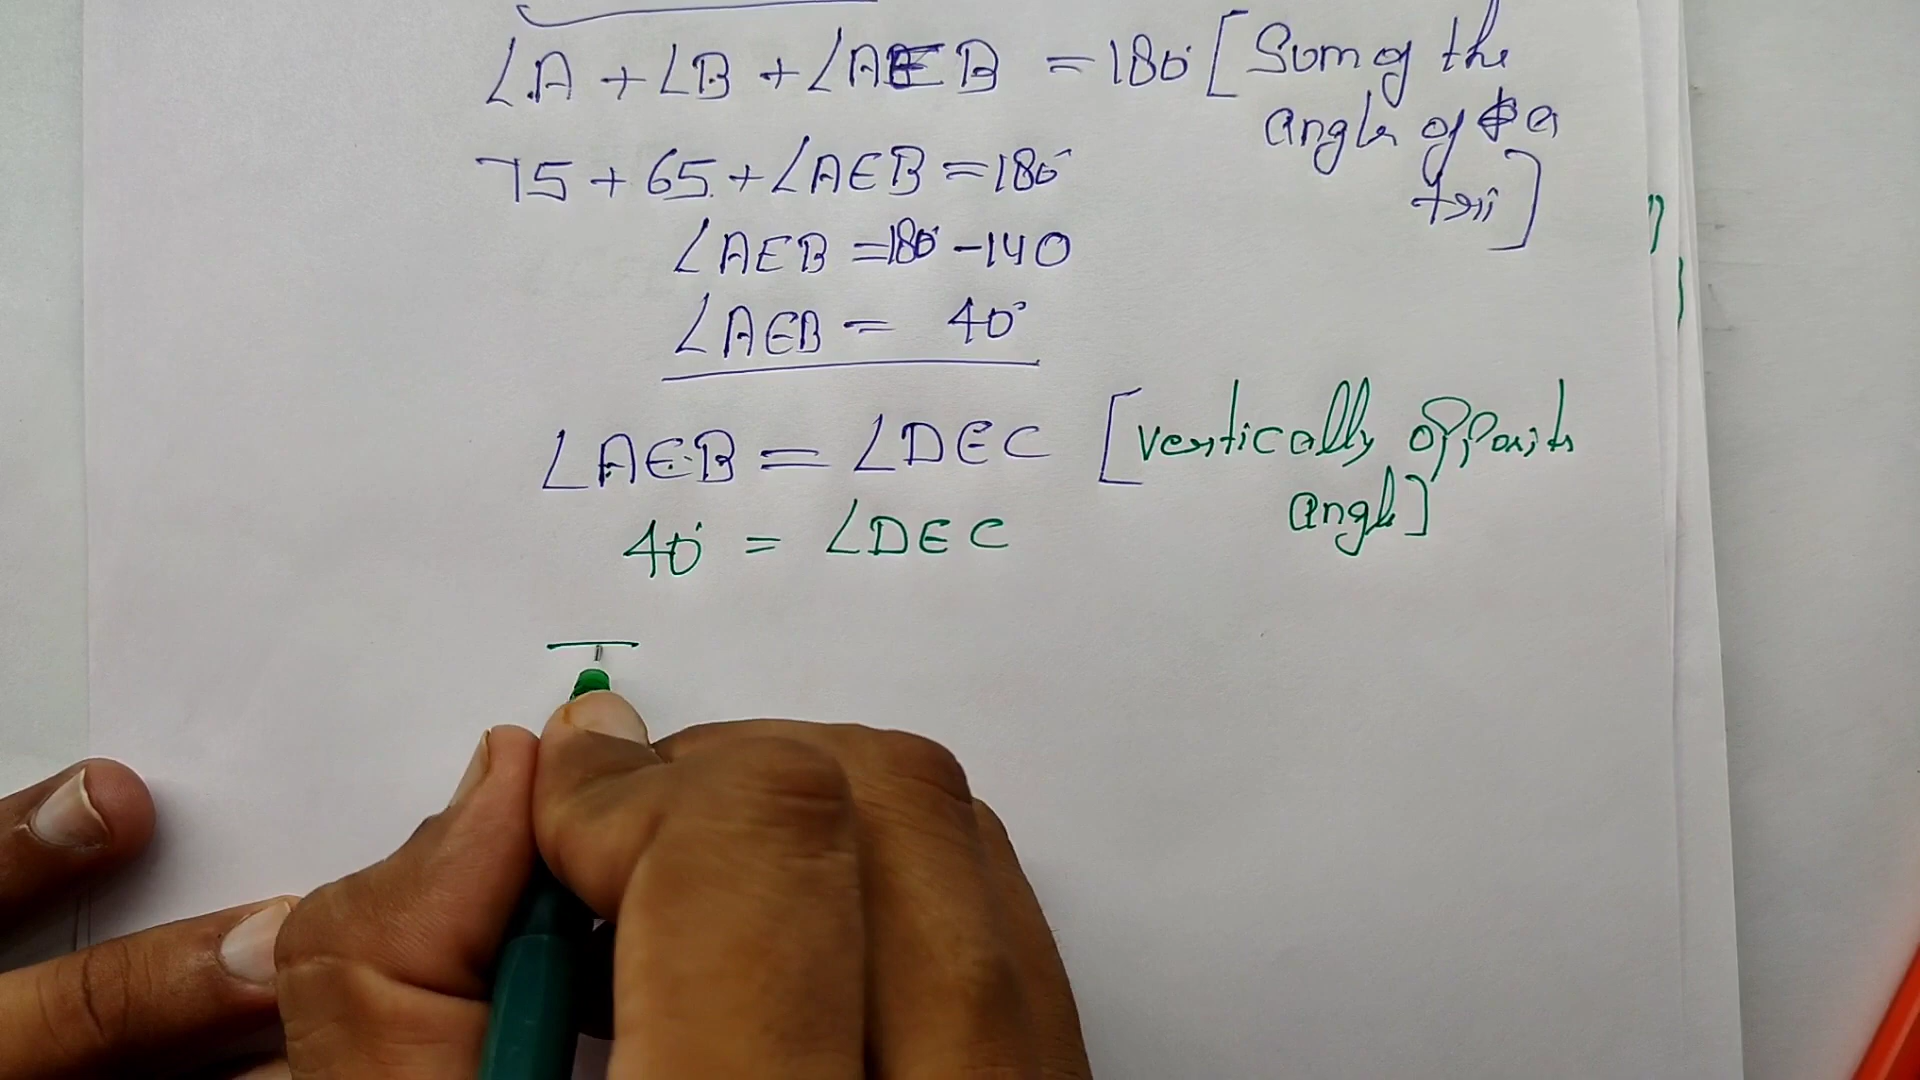 ∠A + ∠B + ∠AEB = 180° [Sum of the
angle of a
tri]
75 + 65 + ∠AEB = 180°
∠AEB = 180° - 140
∠AEB = 40°
∠AEB = ∠DEC [vertically opposite
angle]
40° = ∠DEC